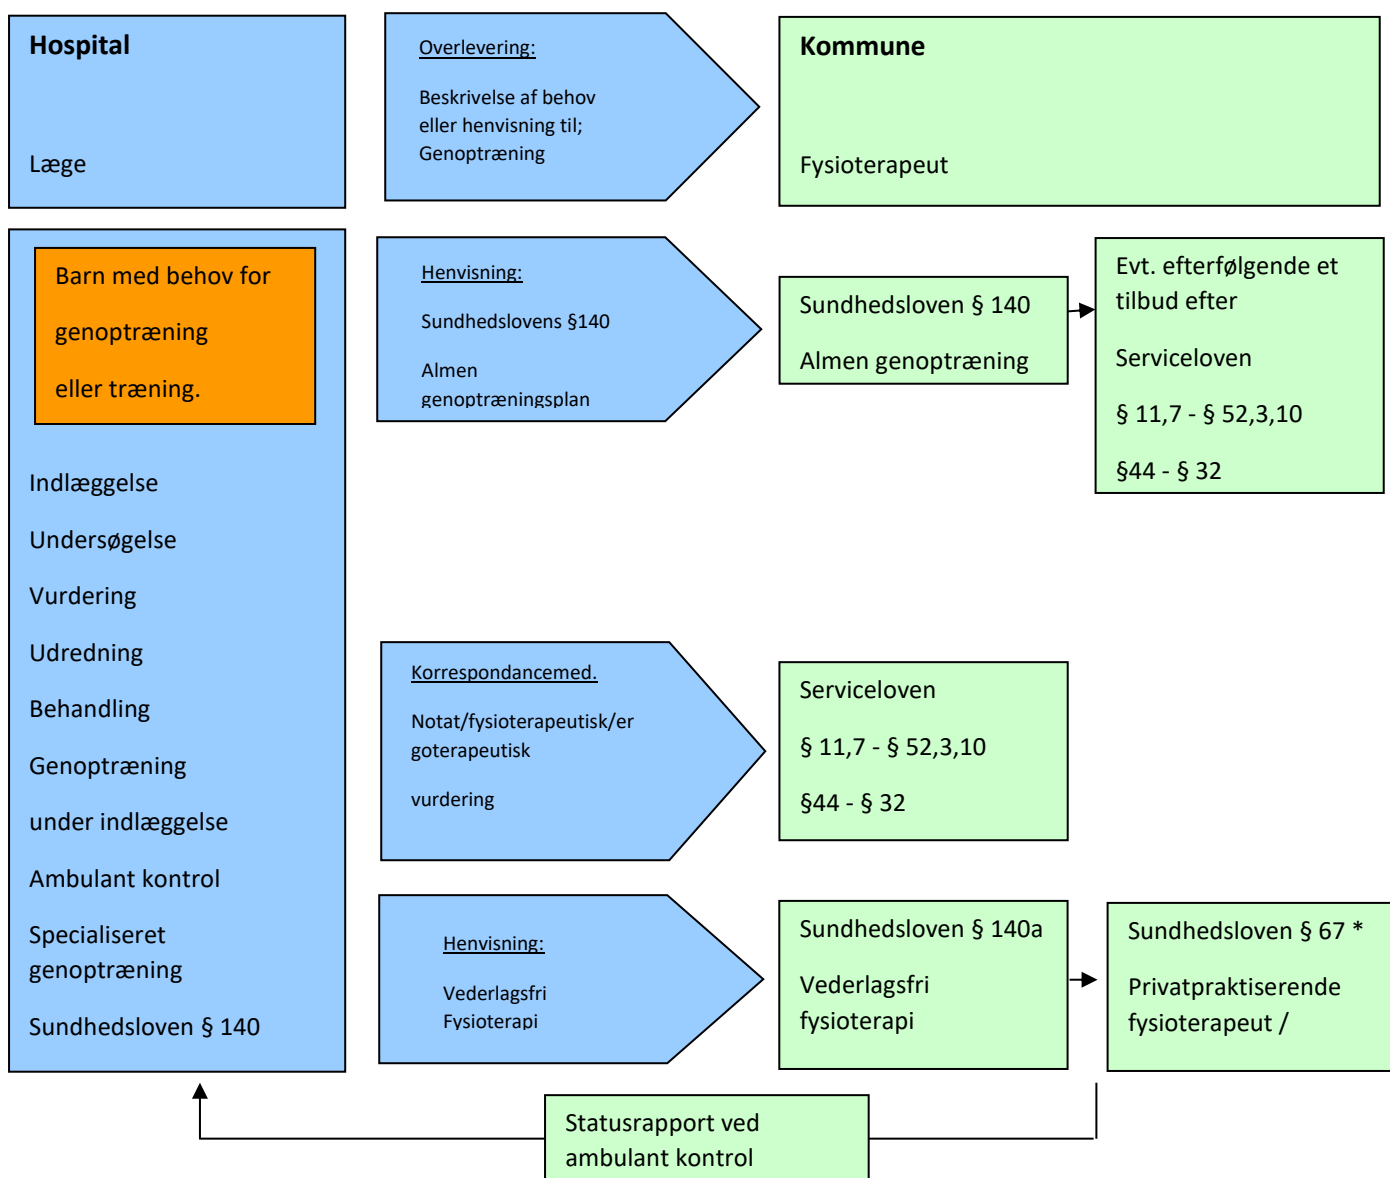 Hospital
Læge
Overlevering:
Beskrivelse af behov
eller henvisning til;
Genoptræning
Kommune
Fysioterapeut
Barn med behov for
genoptræning
eller træning.
Indlæggelse
Undersøgelse
Vurdering
Udredning
Behandling
Genoptræning
under indlæggelse
Ambulant kontrol
Specialiseret
genoptræning
Sundhedsloven § 140
Henvisning:
Sundhedslovens §140
Almen
genoptræningsplan
Sundhedsloven § 140
Almen genoptræning
Evt. efterfølgende et
tilbud efter
Serviceloven
§ 11,7 - § 52,3,10
§44 - § 32
Korrespondancemed.
Notat/fysioterapeutisk/er
goterapeutisk
vurdering
Serviceloven
§ 11,7 - § 52,3,10
§44 - § 32
Henvisning:
Vederlagsfri
Fysioterapi
Sundhedsloven § 140a
Vederlagsfri
fysioterapi
Sundhedsloven § 67 *
Privatpraktiserende
fysioterapeut /
Statusrapport ved
ambulant kontrol